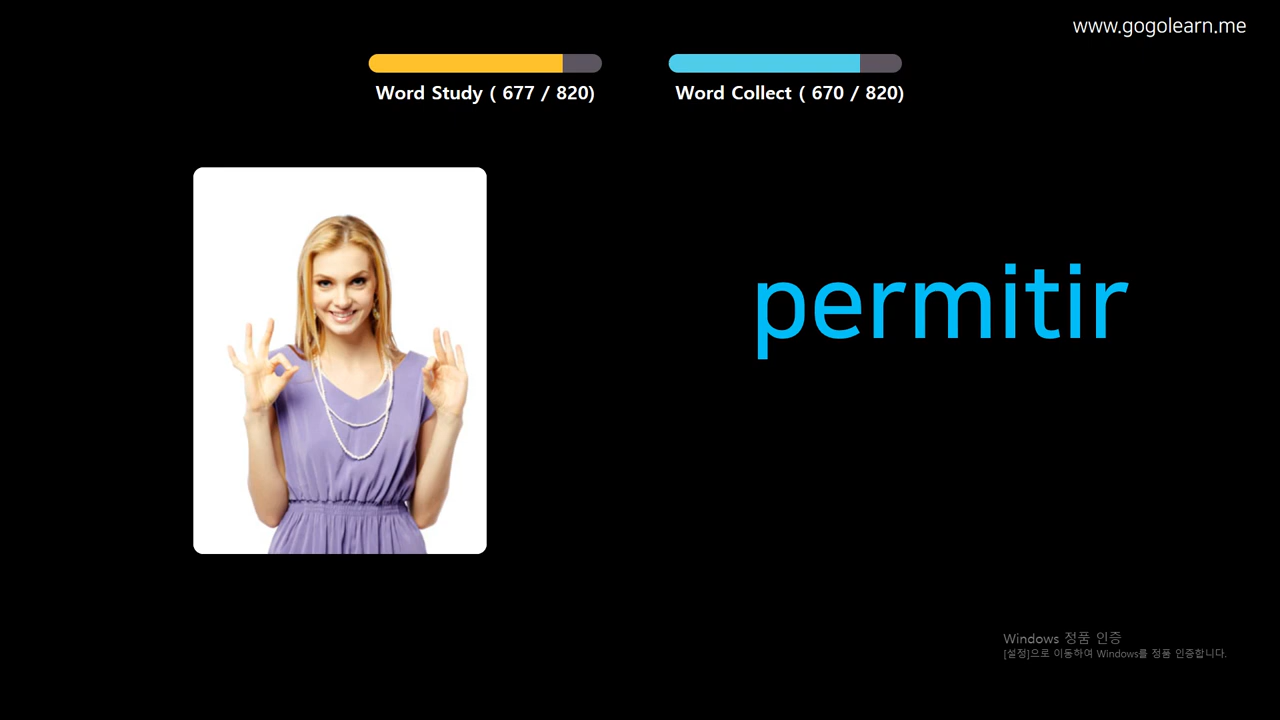 www.gogolearn.me
Word Study ( 677 / 820)
Word Collect ( 670 / 820)
permitir
Windows 정품 인증
[설정]으로 이동하여 Windows를 정품 인증합니다.